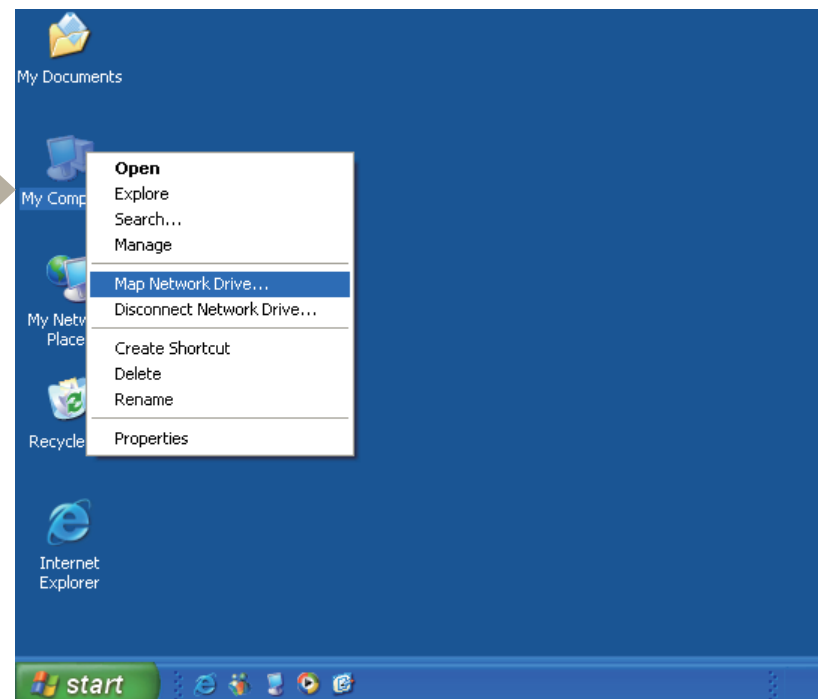 My Documents
My Comp
My Netw
Place
Recycle
Internet
Explorer
Open
Explore
Search...
Manage
Map Network Drive...
Disconnect Network Drive...
Create Shortcut
Delete
Rename
Properties
start